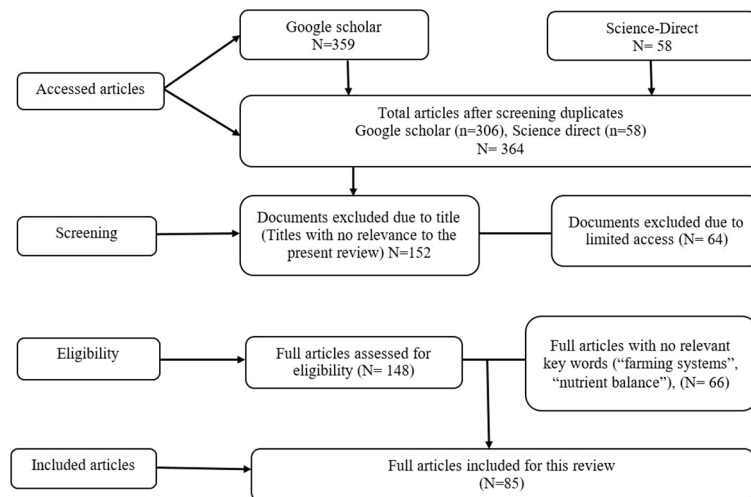 Google scholar
N=359
Science-Direct
N= 58
Accessed articles
Total articles after screening duplicates
Google scholar (n=306), Science direct (n=58)
N= 364
Screening
Documents excluded due to title
(Titles with no relevance to the
present review) N=152
Documents excluded due to
limited access (N= 64)
Eligibility
Full articles assessed for
eligibility (N= 148)
Full articles with no relevant
key words (“farming systems”,
“nutrient balance”), (N= 66)
Included articles
Full articles included for this review
(N=85)